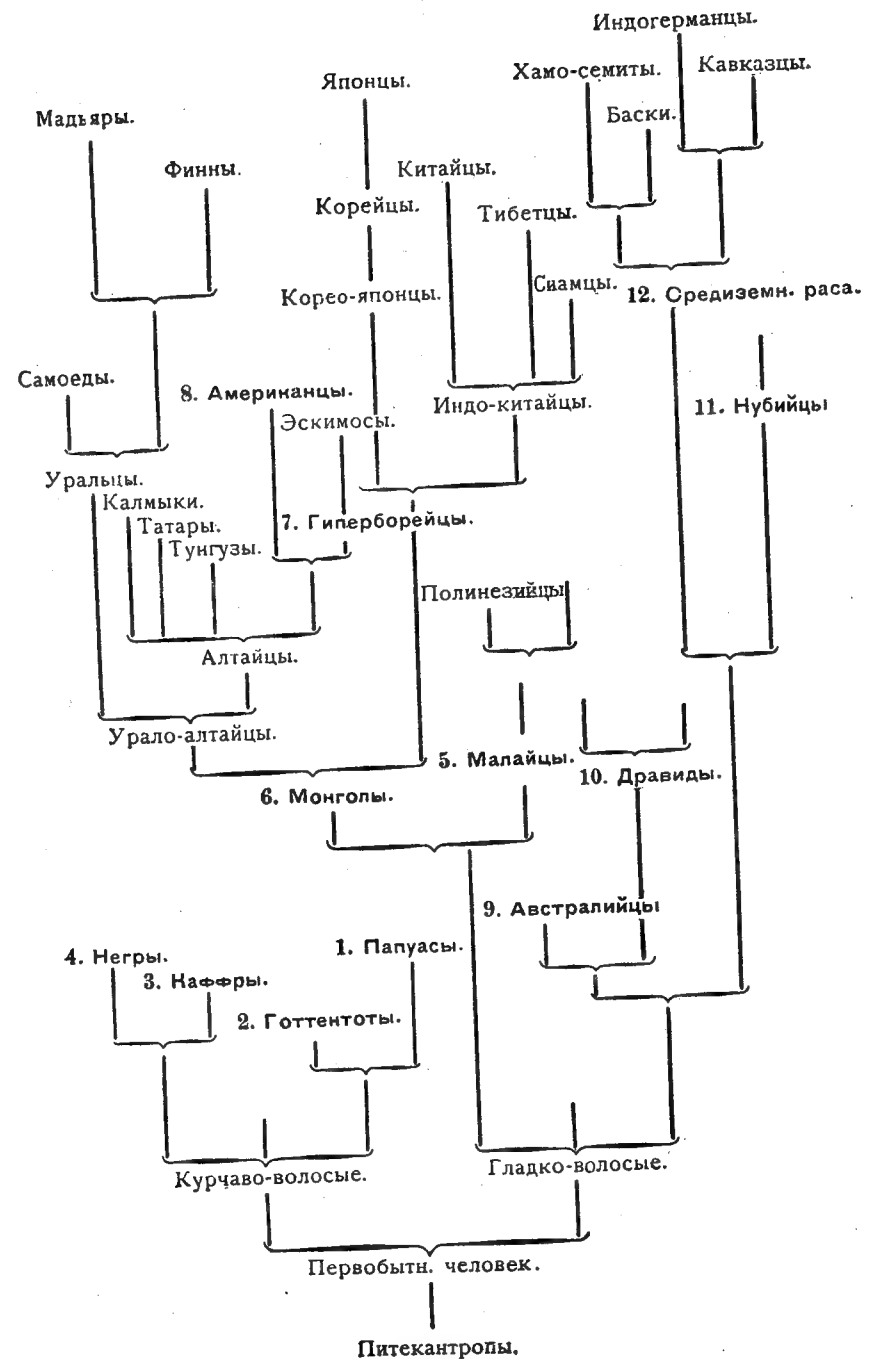 Индогерманцы.
Хамо-семиты.
Кавказцы.
Японцы.
Баски.
Мадьяры.
Финны.
Китайцы.
Корейцы.
Тибетцы.
Сиамцы.
Корео-японцы.
12. Средиземн. раса.
Самоеды.
8. Американцы.
Индо-китайцы.
11. Нубийцы
Эскимосы.
Уральцы.
Калмыки.
Татары.
7. Гиперборейцы.
Тунгузы.
Полинезийцы
Алтайцы.
Урало-алтайцы.
5. Малайцы.
10. Дравиды.
6. Монголы.
9. Австралийцы
1. Папуасы.
4. Негры.
3. Каффры.
2. Готтентоты.
Курчаво-волосые.
Гладко-волосые.
Первобытн. человек.
Питекантропы.